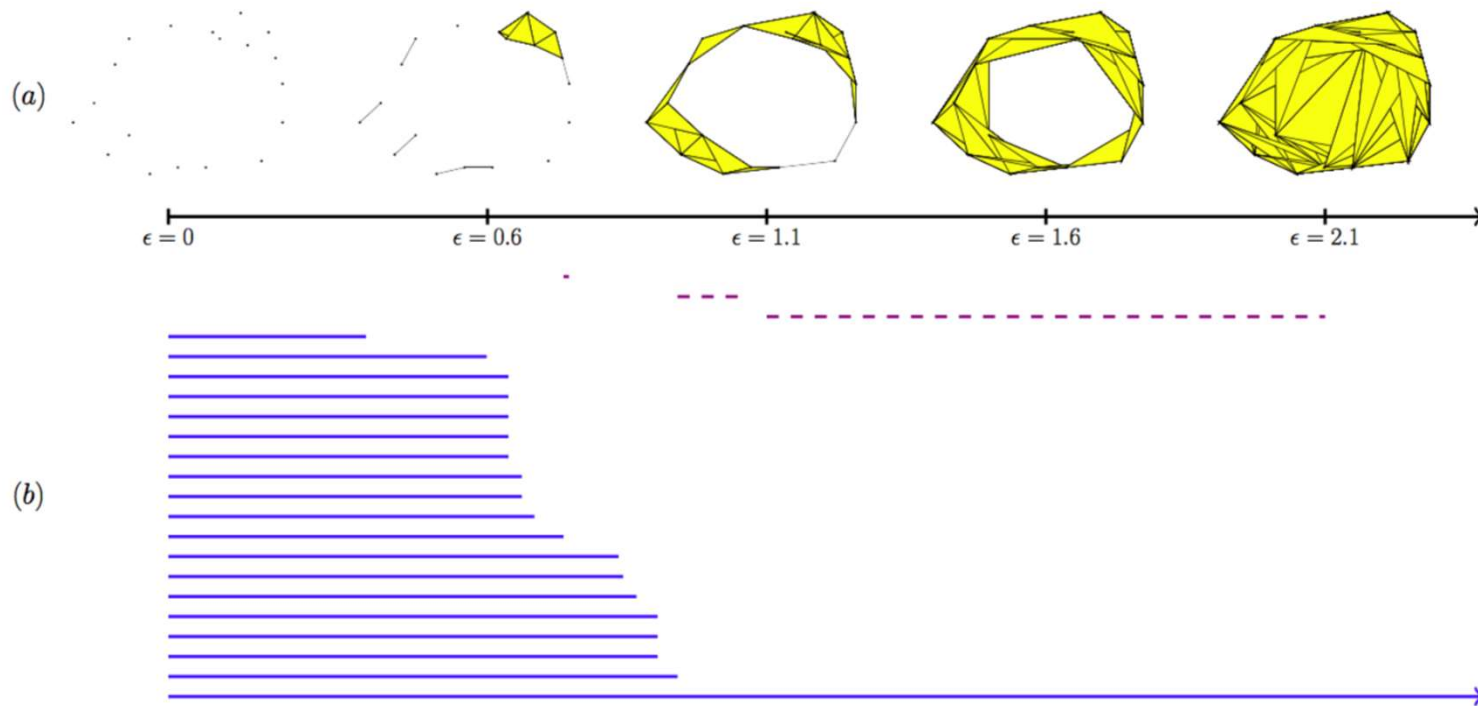 (a)
ϵ = 0
ϵ = 0.6
ϵ = 1.1
ϵ = 1.6
ϵ = 2.1
(b)